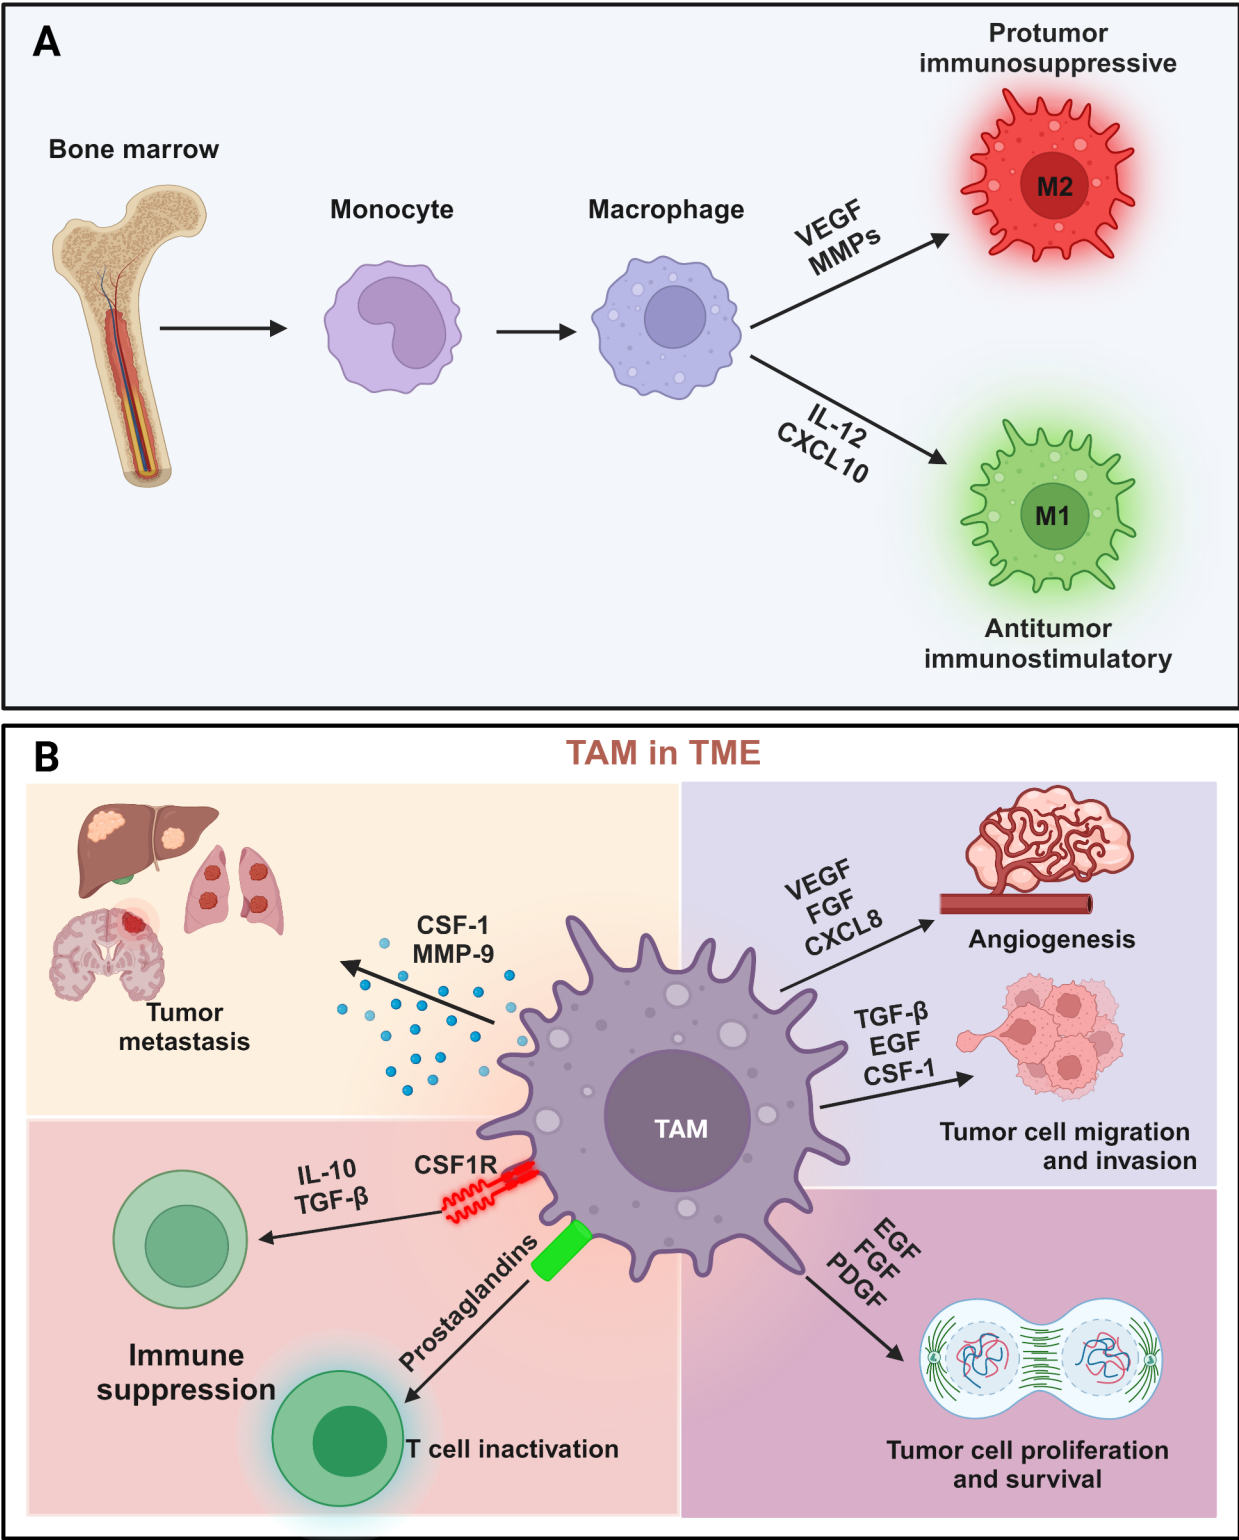 A
Protumor
immunosuppressive
Bone marrow
Monocyte
Macrophage
VEGF
MMPs
M2
IL-12
CXCL10
M1
Antitumor
immunostimulatory
B
TAM in TME
CSF-1
MMP-9
Tumor
metastasis
VEGF
FGF
CXCL8
Angiogenesis
TGF-β
EGF
CSF-1
Tumor cell migration
and invasion
TAM
IL-10
TGF-β
CSF1R
Prostaglandins
Immune
suppression
T cell inactivation
EGF
FGF
PDGF
Tumor cell proliferation
and survival